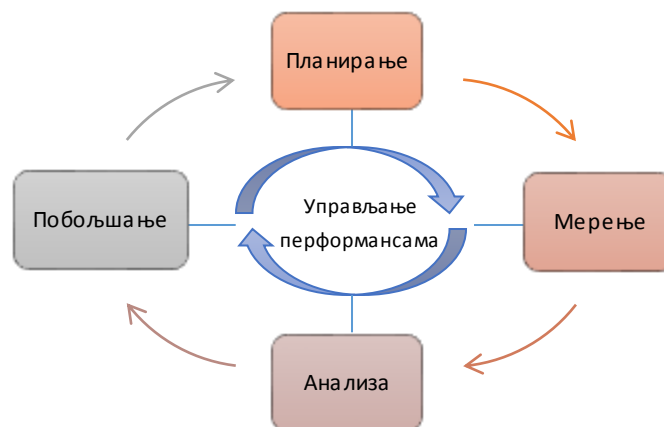 Планирање
Побољшање
Управљање
перформансама
Мерење
Анализа